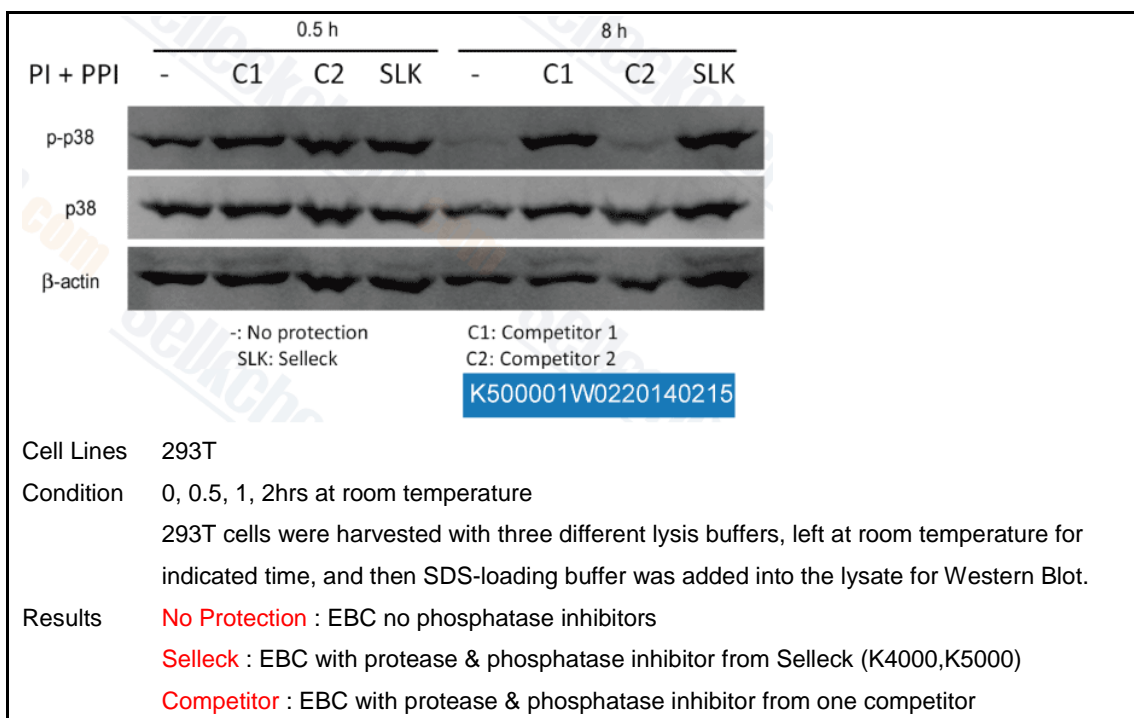 0.5 h 8 h
PI + PPI - C1 C2 SLK - C1 C2 SLK
p-p38
p38
β-actin
-: No protection C1: Competitor 1
SLK: Selleck C2: Competitor 2
K500001W0220140215
Cell Lines 293T
Condition 0, 0.5, 1, 2hrs at room temperature
293T cells were harvested with three different lysis buffers, left at room temperature for
indicated time, and then SDS-loading buffer was added into the lysate for Western Blot.
Results No Protection : EBC no phosphatase inhibitors
Selleck : EBC with protease & phosphatase inhibitor from Selleck (K4000,K5000)
Competitor : EBC with protease & phosphatase inhibitor from one competitor